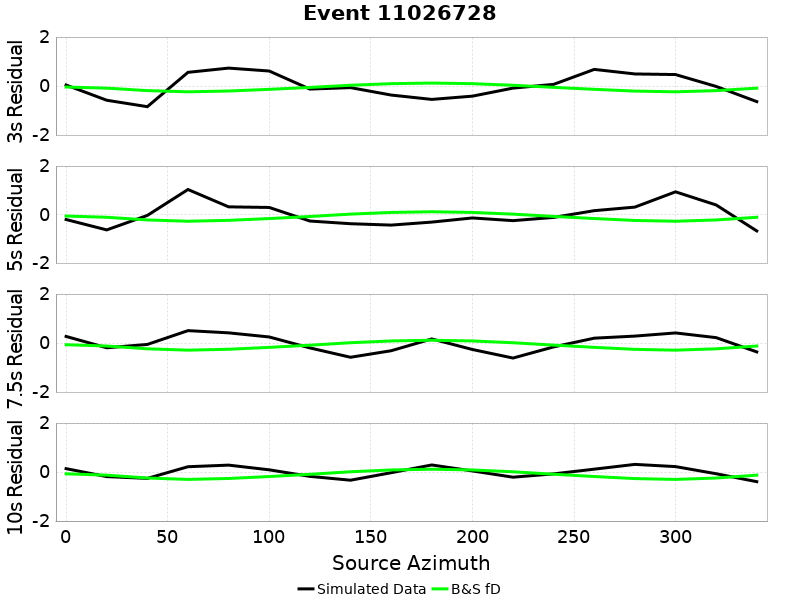 Event 11026728
3s Residual
2
0
-2
5s Residual
2
0
-2
7.5s Residual
2
0
-2
10s Residual
2
0
-2
0 50 100 150 200 250 300
Source Azimuth
Simulated Data B&S fD